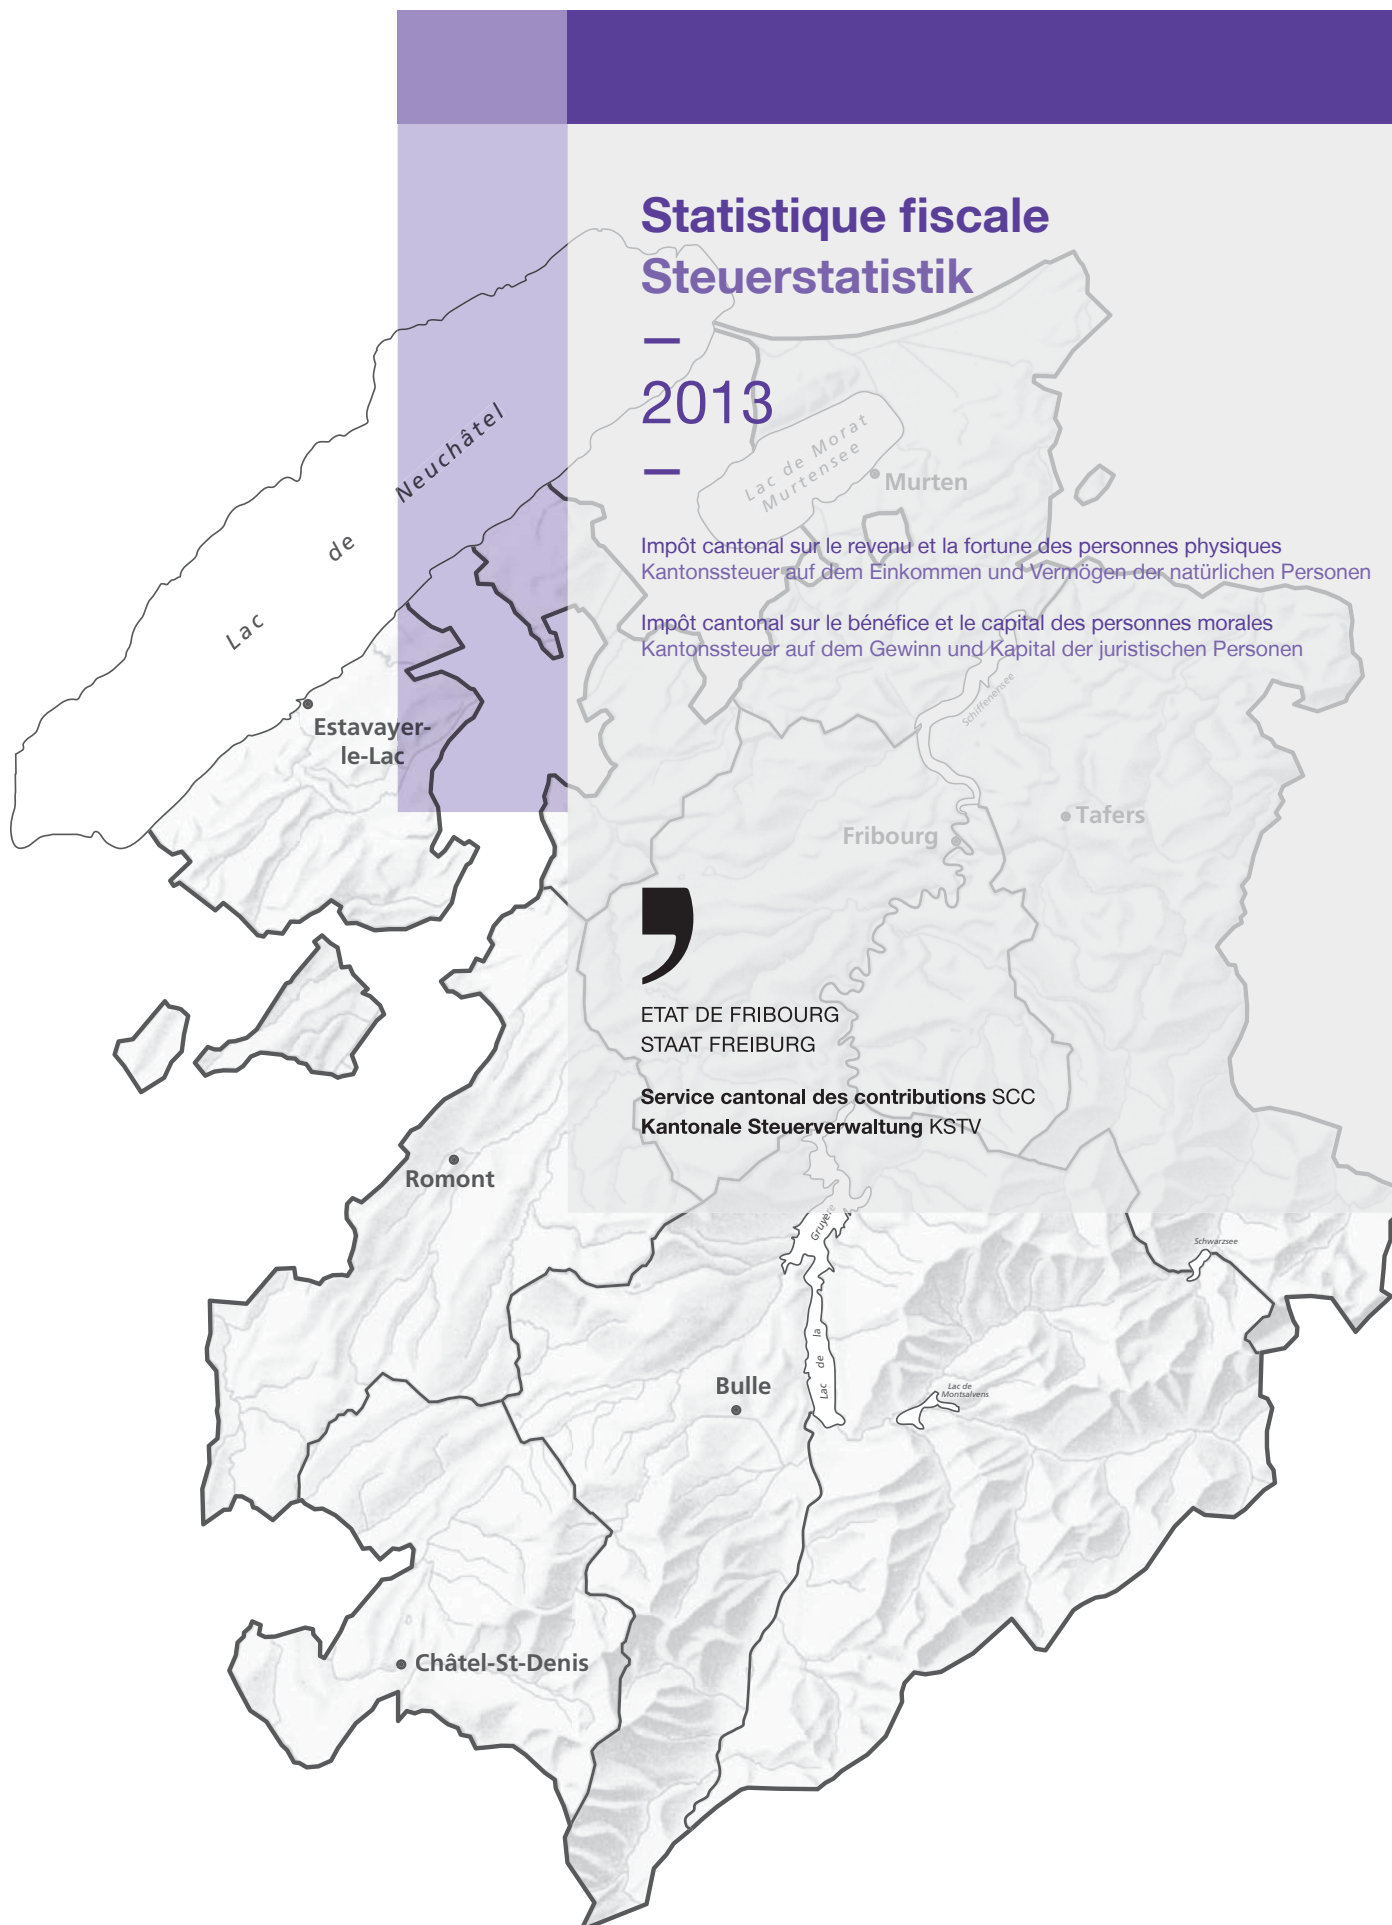 Statistique fiscale
Steuerstatistik
–
2013
–
Impôt cantonal sur le revenu et la fortune des personnes physiques
Kantonssteuer auf dem Einkommen und Vermögen der natürlichen Personen
Impôt cantonal sur le bénéfice et le capital des personnes morales
Kantonssteuer auf dem Gewinn und Kapital der juristischen Personen
ETAT DE FRIBOURG
STAAT FREIBURG
Service cantonal des contributions SCC
Kantonale Steuerverwaltung KSTV
Lac de Neuchâtel
Lac de Morat
Murtensee
Murten
Schiffenensee
Estavayer-
le-Lac
Tafers
Fribourg
Romont
Lac de la Gruyère
Schwarzsee
Bulle
Lac de
Montsalvens
Châtel-St-Denis